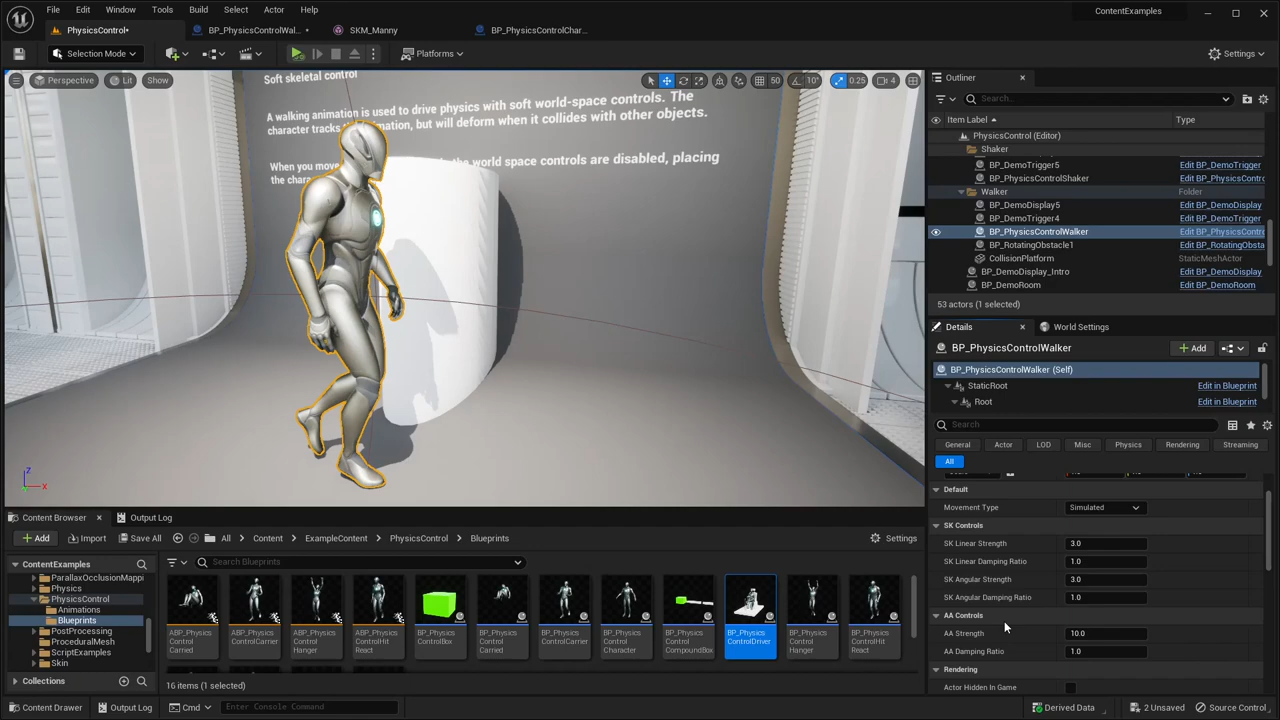 File Edit Window Tools Build Select Actor Help
ContentExamples
PhysicsControl•
BP_PhysicsControlWal... •
SKM_Manny
BP_PhysicsControlChar...
Selection Mode
Platforms
Settings
Perspective
Lit
Show
50
10°
0.25
4
Soft skeletal control
A walking animation is used to drive physics with soft world-space controls. The
character tracks
mation, but will deform when it collides with other objects.
When you move
the world space controls are disabled, placing
the chara
Outliner
Search...
Item Label
Type
PhysicsControl (Editor)
Shaker
BP_DemoTrigger5
Edit BP_DemoTrigger
BP_PhysicsControlShaker
Edit BP_PhysicsContro
Walker
Folder
BP_DemoDisplay5
Edit BP_DemoDisplay
BP_DemoTrigger4
Edit BP_DemoTrigger
BP_PhysicsControlWalker
Edit BP_PhysicsContro
BP_RotatingObstacle1
Edit BP_RotatingObsta
CollisionPlatform
StaticMeshActor
BP_DemoDisplay_Intro
Edit BP_DemoDisplay
BP_DemoRoom
Edit BP_DemoRoom
53 actors (1 selected)
Details
World Settings
BP_PhysicsControlWalker
Add
BP_PhysicsControlWalker (Self)
StaticRoot
Edit in Blueprint
Root
Edit in Blueprint
Search
General
Actor
LOD
Misc
Physics
Rendering
Streaming
All
Default
Movement Type
Simulated
SK Controls
SK Linear Strength
3.0
SK Linear Damping Ratio
1.0
SK Angular Strength
3.0
SK Angular Damping Ratio
1.0
AA Controls
AA Strength
10.0
AA Damping Ratio
1.0
Rendering
Actor Hidden In Game
Content Browser
Output Log
Add
Import
Save All
All
Content
ExampleContent
PhysicsControl
Blueprints
Settings
ContentExamples
ParallaxOcclusionMappi
Physics
PhysicsControl
Animations
Blueprints
PostProcessing
ProceduralMesh
ScriptExamples
Skin
Collections
Search Blueprints
ABP_Physics
Control
Carried
ABP_Physics
Control
Carrier
ABP_Physics
Control
Hanger
ABP_Physics
ControlHit
React
BP_Physics
ControlBox
BP_Physics
Control
Carried
BP_Physics
Control
Carrier
BP_Physics
Control
Character
BP_Physics
Control
CompoundBox
BP_Physics
ControlDriver
BP_Physics
Control
Hanger
BP_Physics
ControlHit
React
16 items (1 selected)
Content Drawer
Output Log
Cmd
Enter Console Command
Derived Data
2 Unsaved
Source Control